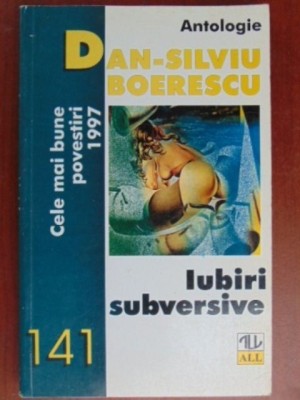 Antologie
DAN-SILVIU
BOERESCU
Cele mai bune
povestiri
1997
Iubiri
subversive
141
ALL